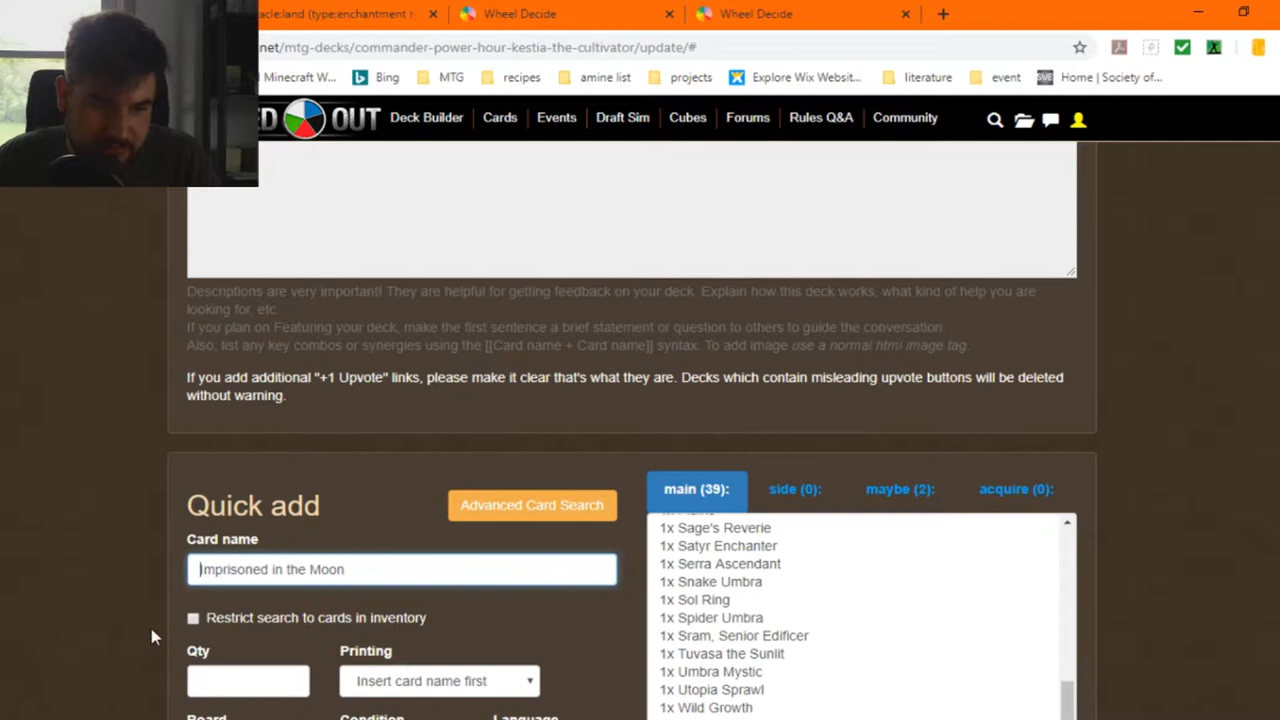 oracle:land (type:enchantment t
Wheel Decide
Wheel Decide
.net/mtg-decks/commander-power-hour-kestia-the-cultivator/update/#
Minecraft W...
Bing
MTG
recipes
amine list
projects
Explore Wix Websit...
literature
event
Home | Society of...
ED OUT
Deck Builder
Cards
Events
Draft Sim
Cubes
Forums
Rules Q&A
Community
Descriptions are very important! They are helpful for getting feedback on your deck. Explain how this deck works, what kind of help you are
looking for, etc
If you plan on Featuring your deck, make the first sentence a brief statement or question to others to guide the conversation
Also, list any key combos or synergies using the [[Card name + Card name]] syntax. To add image use a normal html image tag.
If you add additional "+1 Upvote" links, please make it clear that's what they are. Decks which contain misleading upvote buttons will be deleted
without warning.
Quick add
Advanced Card Search
Card name
Imprisoned in the Moon
Restrict search to cards in inventory
Qty
Printing
Insert card name first
Board
Condition
Language
main (39):
side (0):
maybe (2):
acquire (0):
1x Sage's Reverie
1x Satyr Enchanter
1x Serra Ascendant
1x Snake Umbra
1x Sol Ring
1x Spider Umbra
1x Sram, Senior Edificer
1x Tuvasa the Sunlit
1x Umbra Mystic
1x Utopia Sprawl
1x Wild Growth